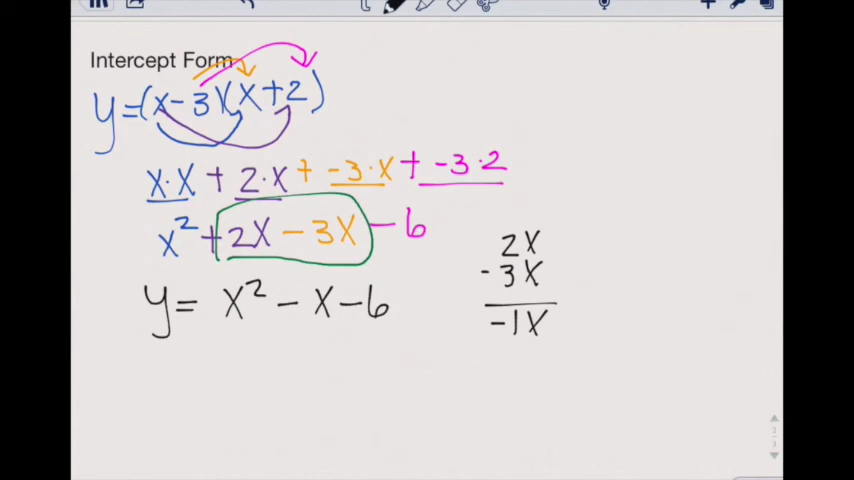 Intercept Form
y=(x-3)(x+2)
x·x + 2·x + -3·x + -3·2
x² + 2x - 3x - 6
2x
-3x
-1x
y= x² - x - 6